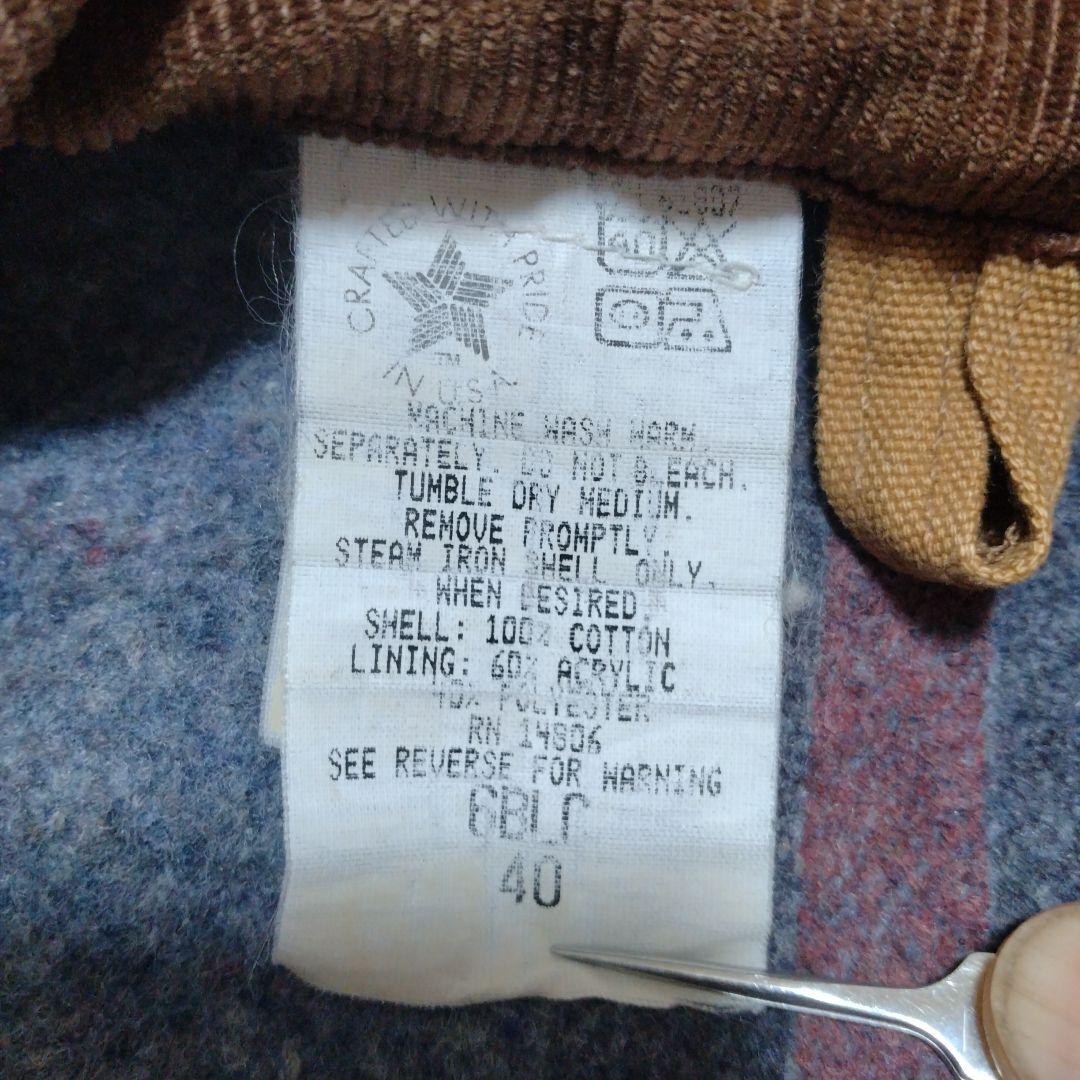 CRAFTED WITH PRIDE
IN U.S.A
40
MACHINE WASH WARM.
SEPARATELY. DO NOT BLEACH.
TUMBLE DRY MEDIUM.
REMOVE PROMPTLY.
STEAM IRON SHELL ONLY.
WHEN DESIRED.
SHELL: 100% COTTON
LINING: 60% ACRYLIC
40% POLYESTER
RN 14806
SEE REVERSE FOR WARNING
6BLC
40